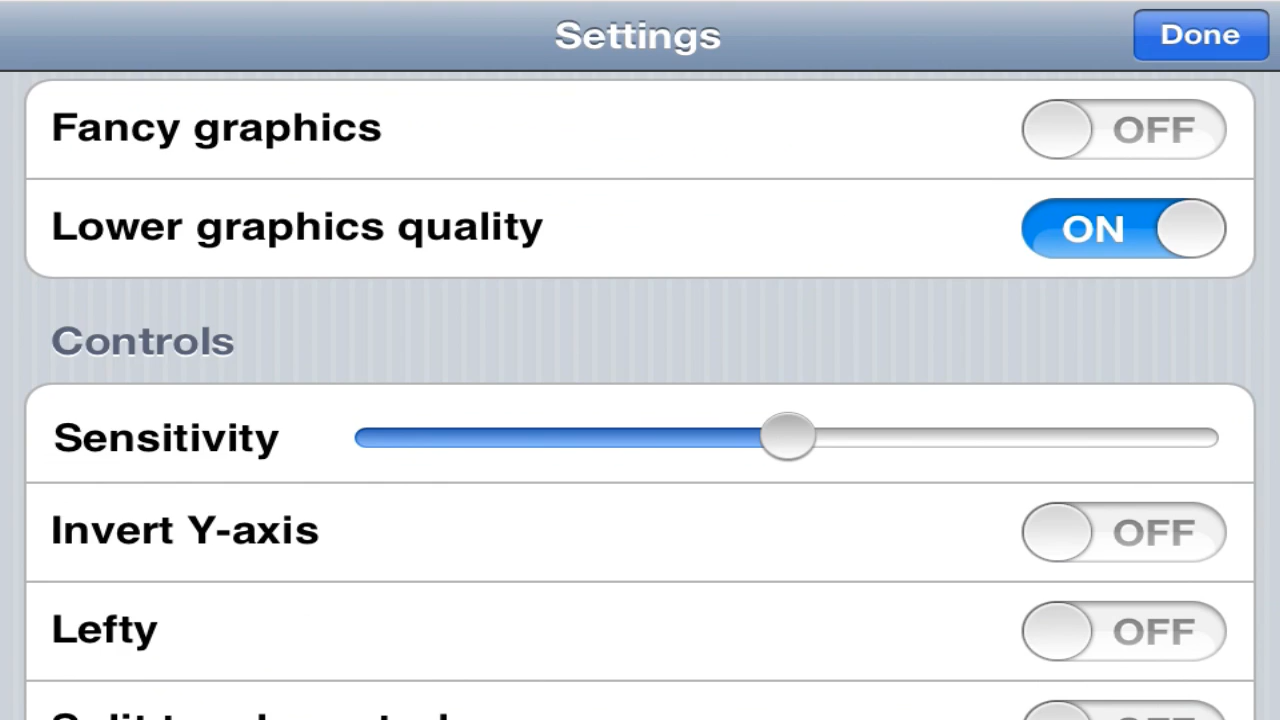 Settings
Done
Fancy graphics
OFF
Lower graphics quality
ON
Controls
Sensitivity
Invert Y-axis
OFF
Lefty
OFF